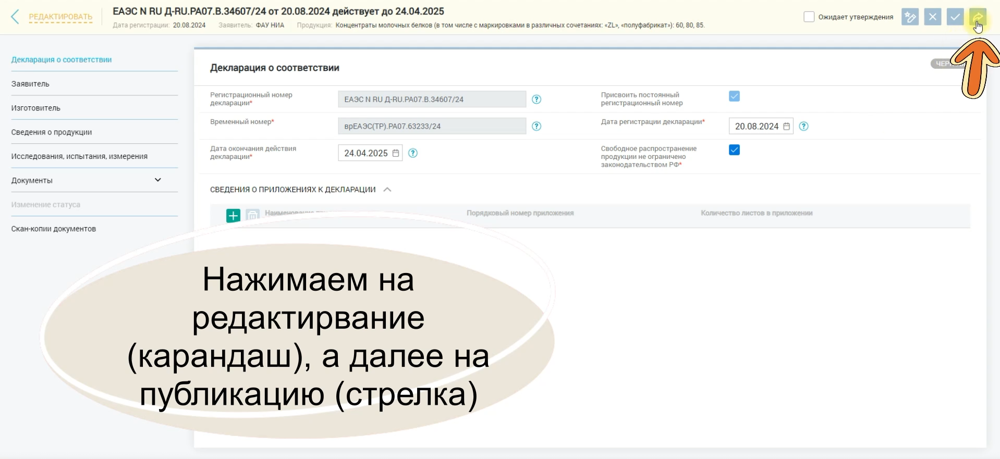 РЕДАКТИРОВАТЬ
ЕАЭС N RU Д-RU.РА07.В.34607/24 от 20.08.2024 действует до 24.04.2025
Дата регистрации: 20.08.2024 Заявитель: ФАУ НИА Продукция: Концентраты молочных белков (в том числе с маркировками в различных сочетаниях: «ZL», «полуфабрикат»): 60, 80, 85.
Ожидает утверждения
Декларация о соответствии
Заявитель
Изготовитель
Сведения о продукции
Исследования, испытания, измерения
Документы
Изменение статуса
Скан-копии документов
Декларация о соответствии
Регистрационный номер
декларации*
ЕАЭС N RU Д-RU.РА07.В.34607/24
Присвоить постоянный
регистрационный номер
Временный номер*
врЕАЭС(ТР).РА07.63233/24
Дата регистрации декларации*
20.08.2024
Дата окончания действия
декларации*
24.04.2025
Свободное распространение
продукции не ограничено
законодательством РФ*
СВЕДЕНИЯ О ПРИЛОЖЕНИЯХ К ДЕКЛАРАЦИИ
Порядковый номер приложения
Количество листов в приложении
Нажимаем на
редактирвание
(карандаш), а далее на
публикацию (стрелка)